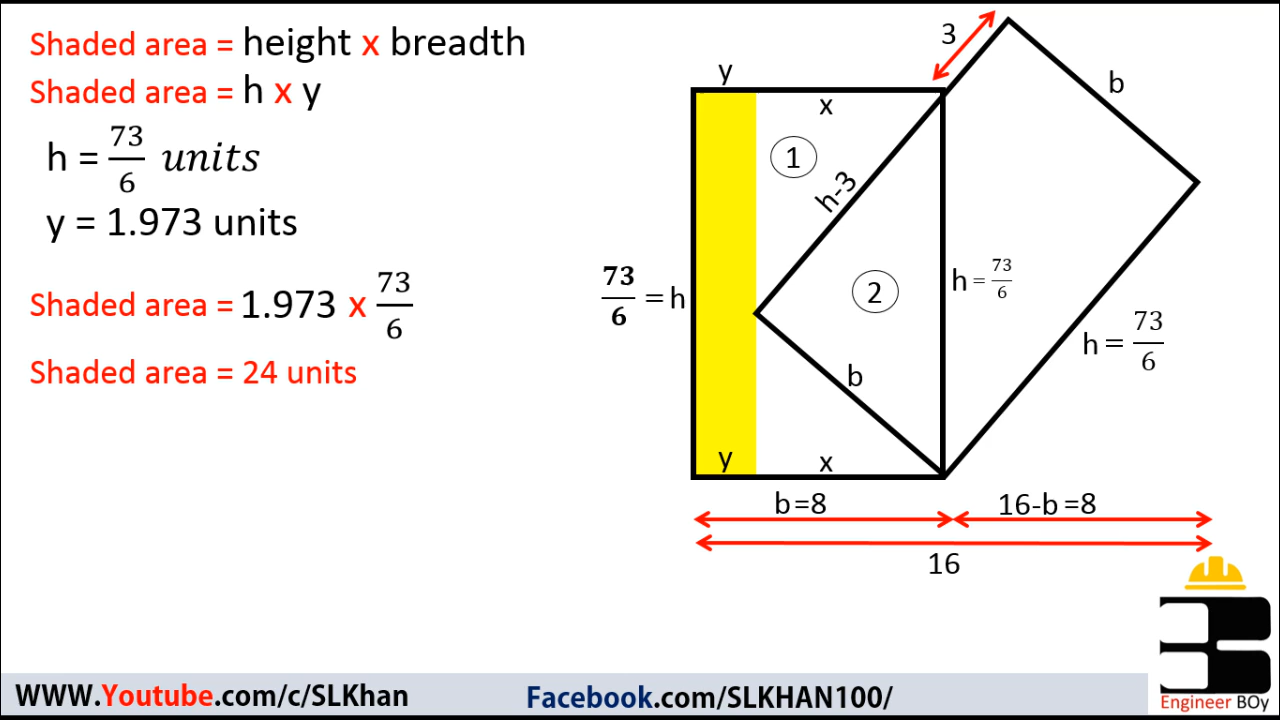 Shaded area = height x breadth
Shaded area = h x y
h = 73/6 units
y = 1.973 units
Shaded area = 1.973 x 73/6
Shaded area = 24 units
3
b
y
x
1
h-3
2
73/6 = h
h = 73/6
h = 73/6
b
y
x
b=8
16-b =8
16
WWW.Youtube.com/c/SLKhan
Facebook.com/SLKHAN100/
Engineer BOy